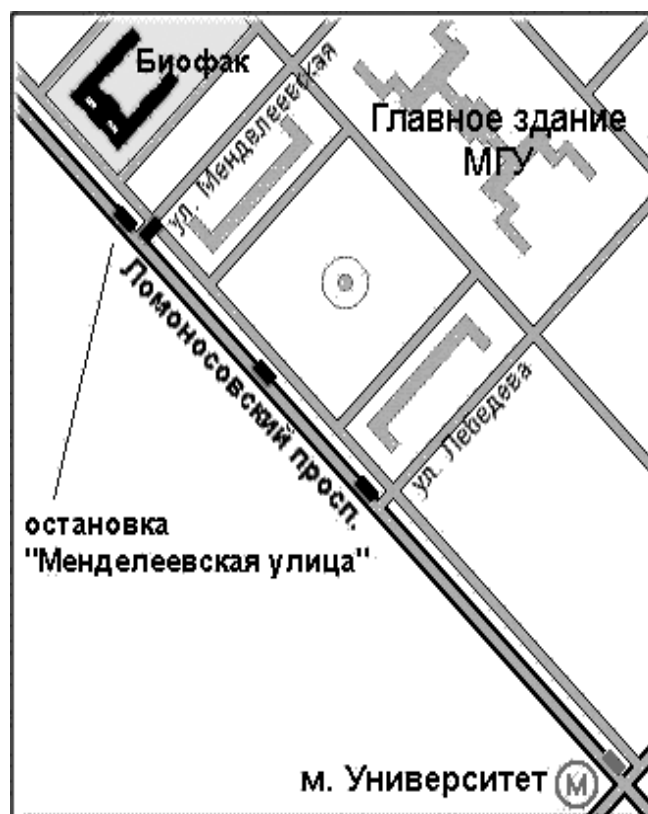 Биофак
ул. Менделеевская
Главное здание
МГУ
Ломоносовский просп.
ул. Лебедева
остановка
"Менделеевская улица"
м. Университет М